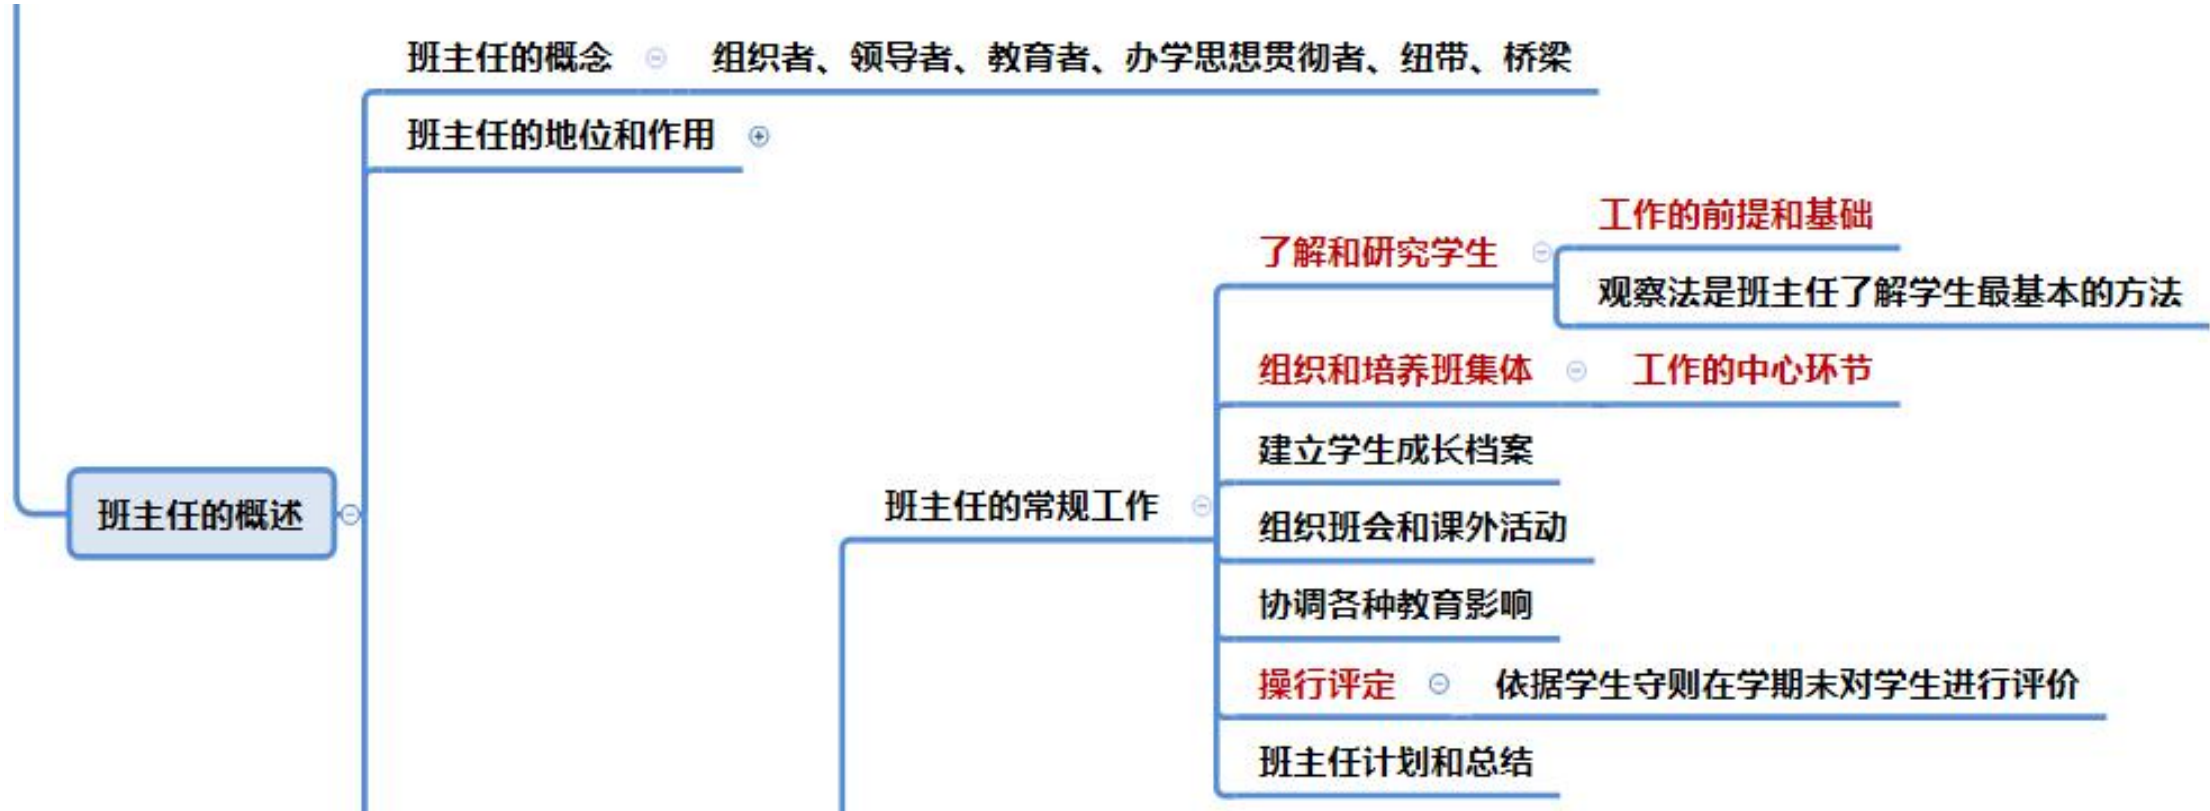 班主任的概念 组织者、领导者、教育者、办学思想贯彻者、纽带、桥梁
班主任的地位和作用
工作的前提和基础
了解和研究学生
观察法是班主任了解学生最基本的方法
组织和培养班集体 工作的中心环节
建立学生成长档案
班主任的常规工作
班主任的概述
组织班会和课外活动
协调各种教育影响
操行评定 依据学生守则在学期末对学生进行评价
班主任计划和总结